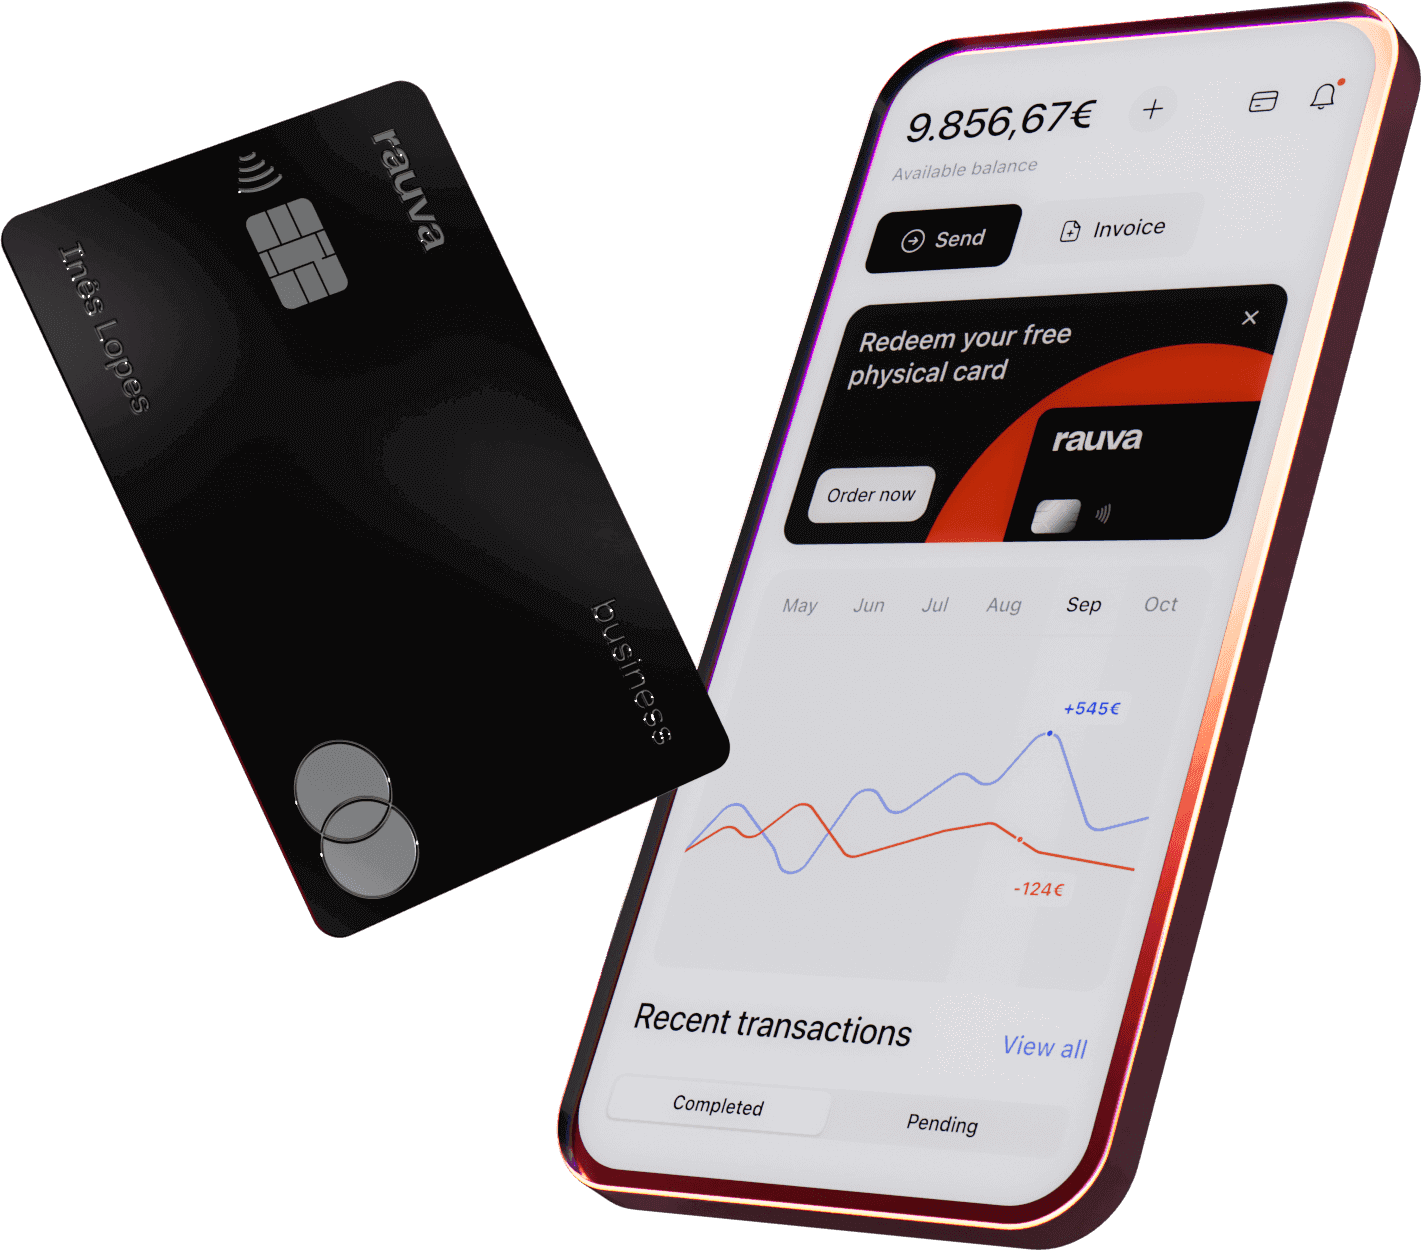 rauva
Inês Lopes
business
9.856,67€
Available balance
Send
Invoice
Redeem your free
physical card
rauva
Order now
May Jun Jul Aug Sep Oct
+545€
-124€
Recent transactions
View all
Completed
Pending